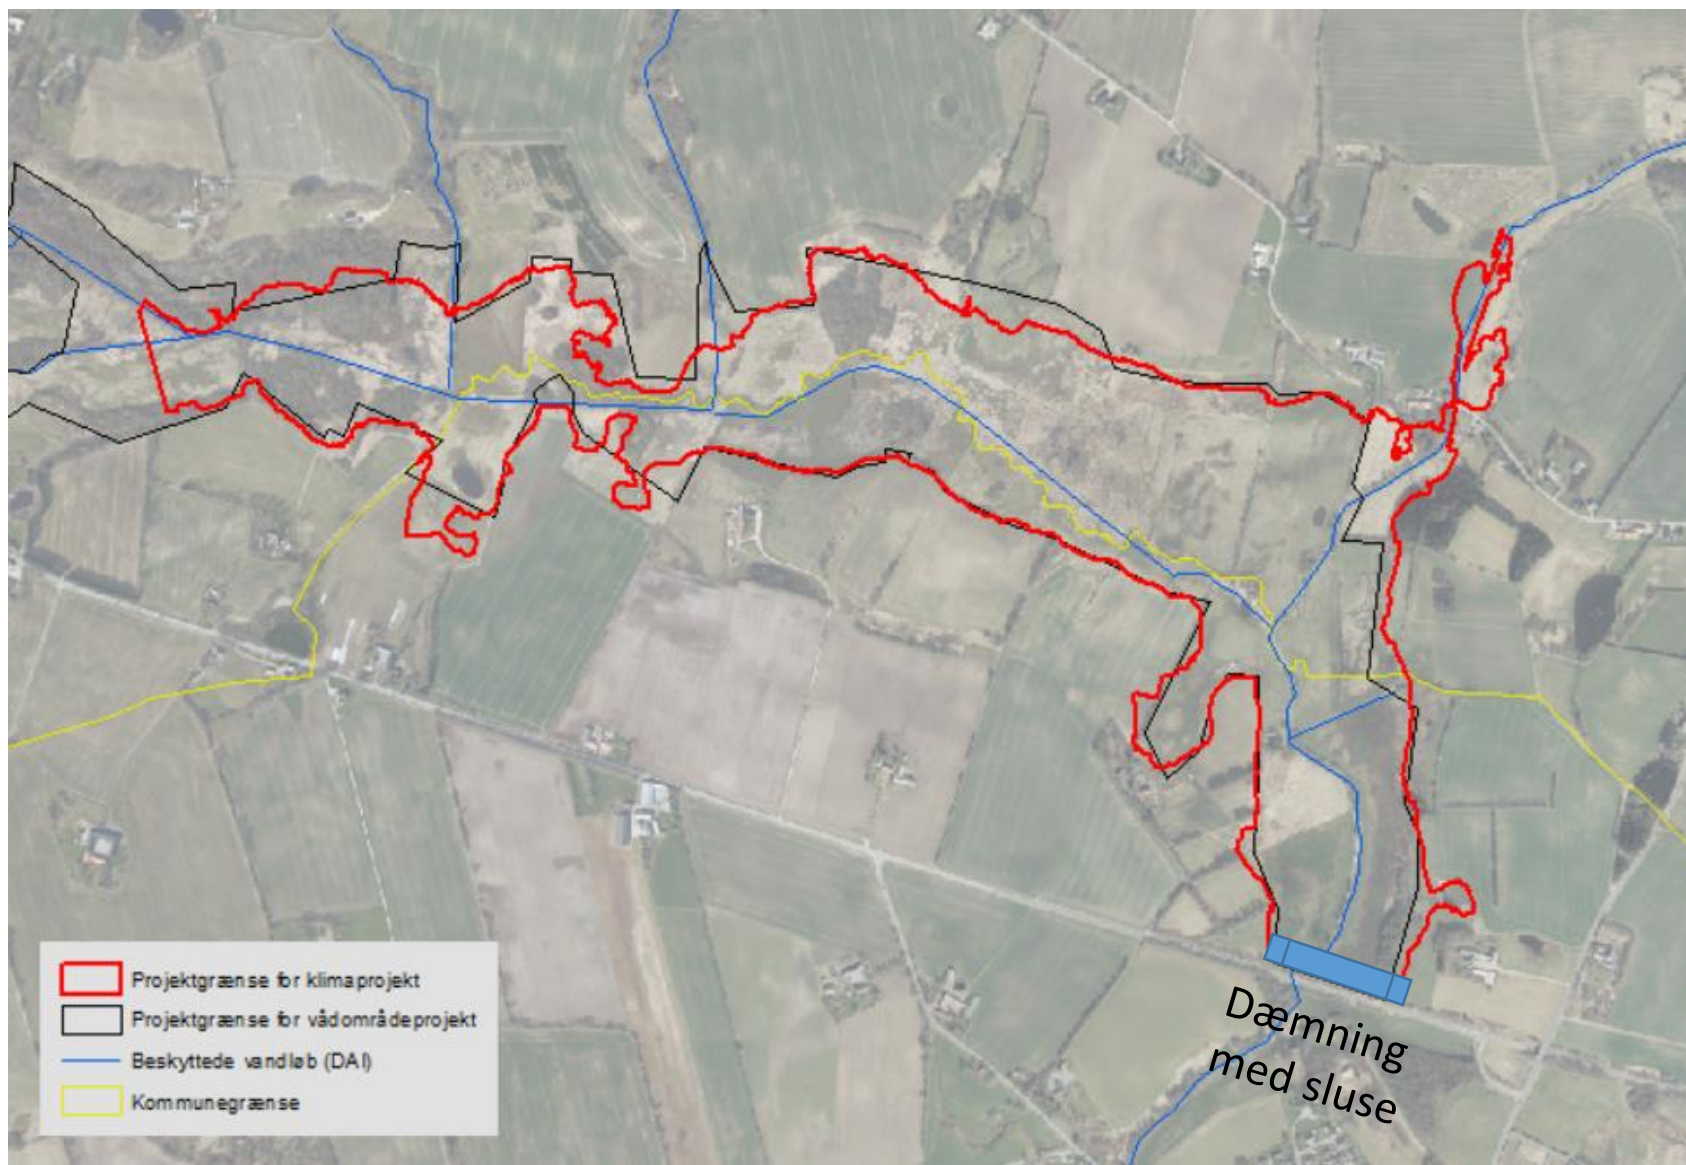 Projektgrænse for klimaprojekt
Projektgrænse for vådområdeprojekt
Beskyttede vandløb (DAI)
Kommunegrænse
Dæmning
med sluse